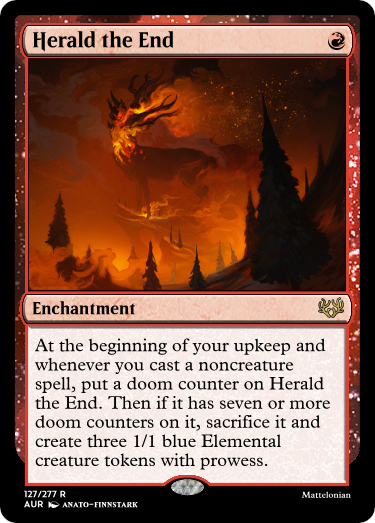 Herald the End
Enchantment
At the beginning of your upkeep and
whenever you cast a noncreature
spell, put a doom counter on Herald
the End. Then if it has seven or more
doom counters on it, sacrifice it and
create three 1/1 blue Elemental
creature tokens with prowess.
127/277 R
Mattelonian
AUR ANATO-FINNSTARK